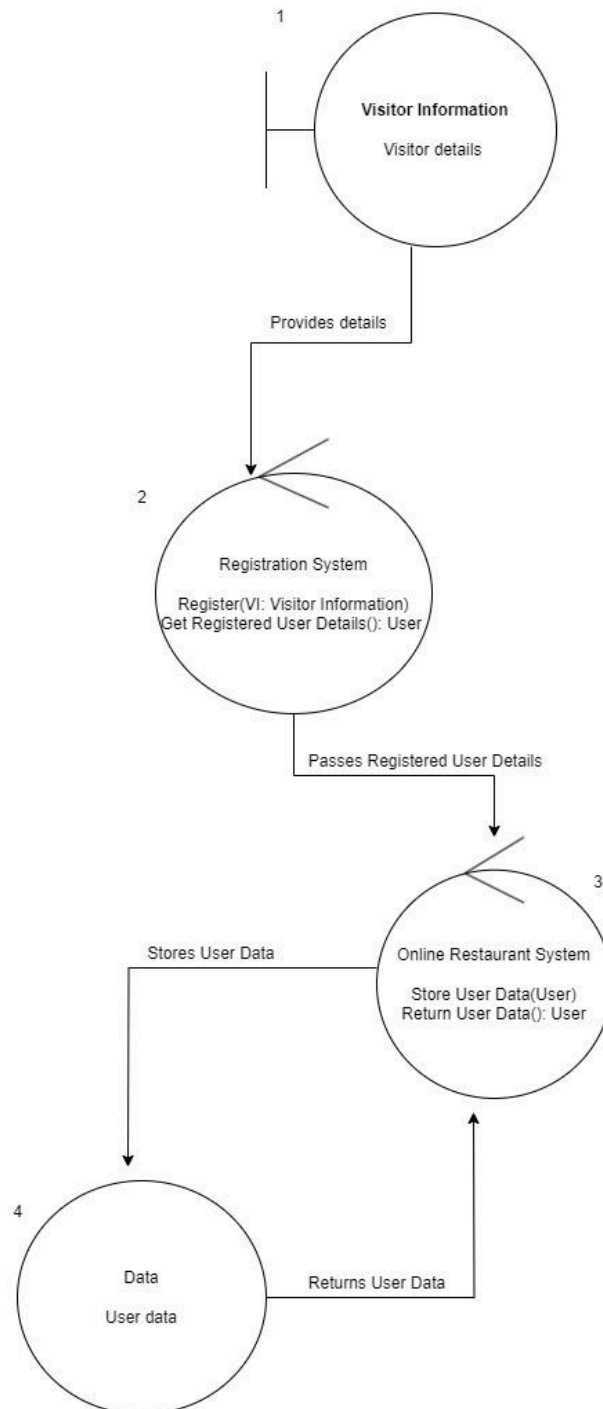 1
Visitor Information
Visitor details
Provides details
2
Registration System
Register(VI: Visitor Information)
Get Registered User Details(): User
Passes Registered User Details
3
Online Restaurant System
Store User Data(User)
Return User Data(): User
Stores User Data
4
Data
User data
Returns User Data